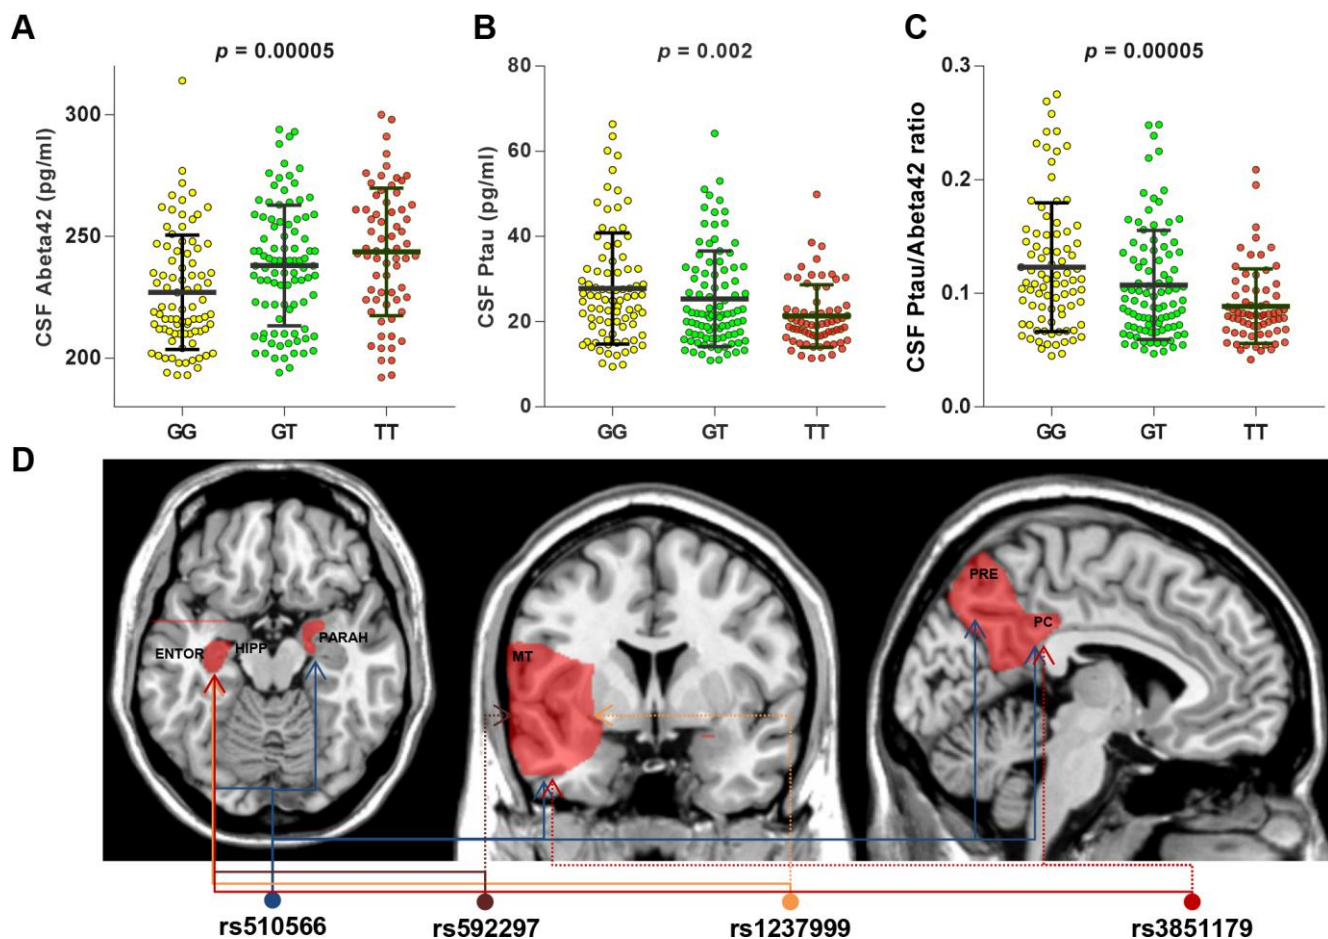 A
p = 0.00005
CSF Abeta42 (pg/ml)
300
250
200
GG
GT
TT
B
p = 0.002
CSF Ptau (pg/ml)
80
60
40
20
0
GG
GT
TT
C
p = 0.00005
CSF Ptau/Abeta42 ratio
0.3
0.2
0.1
0.0
GG
GT
TT
D
ENTOR
HIPP
PARAH
MT
PRE
PC
rs510566
rs592297
rs1237999
rs3851179